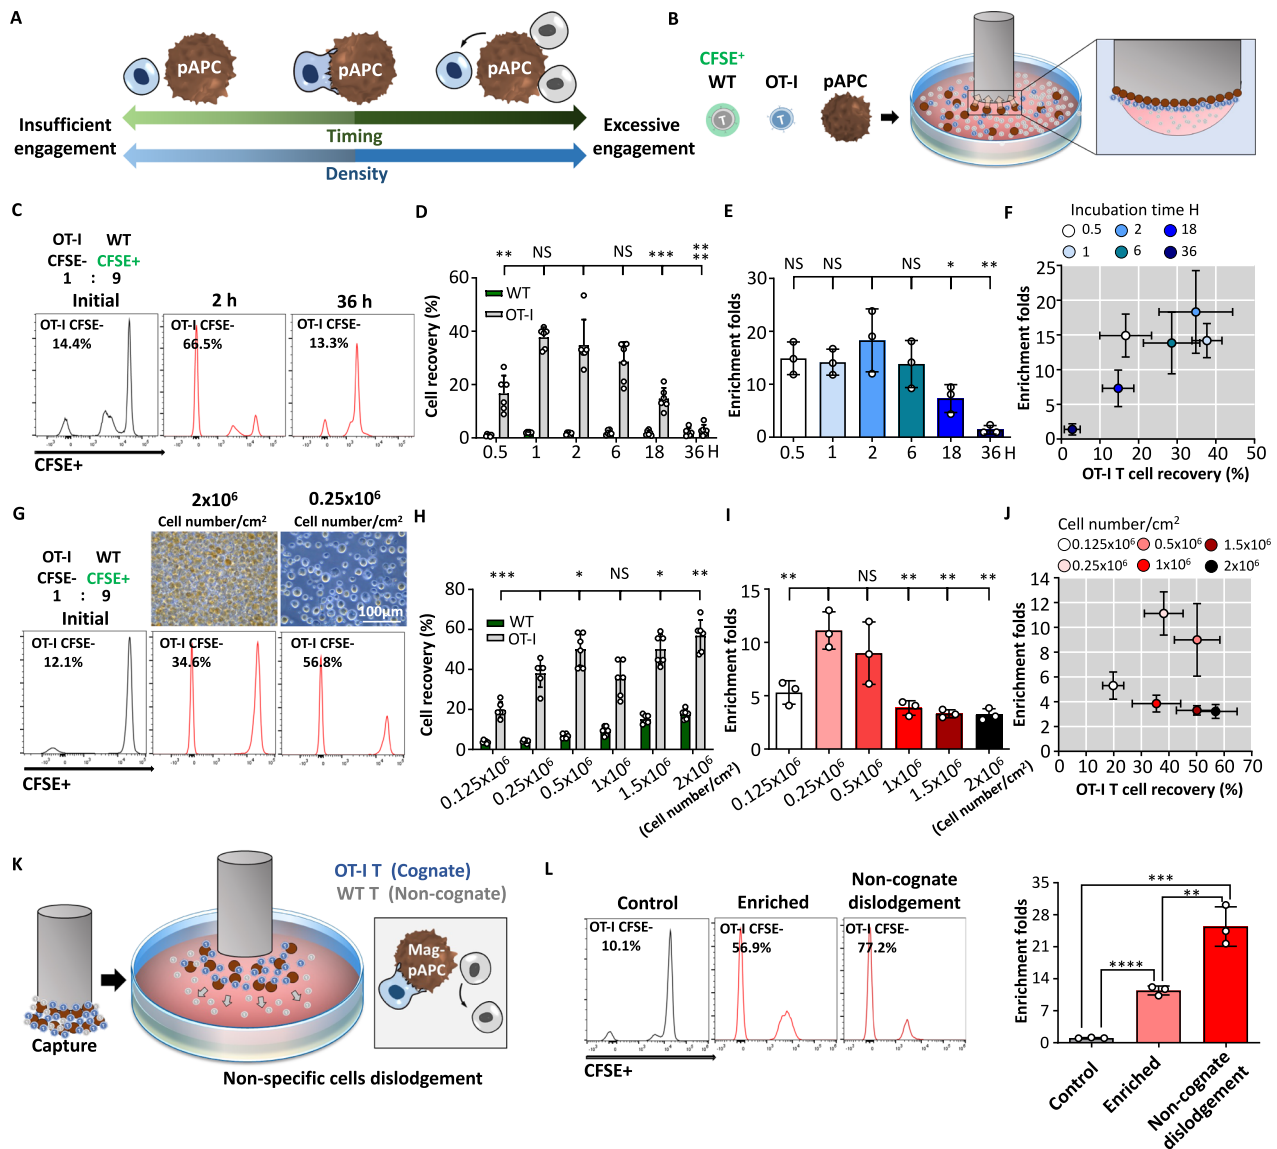 A
pAPC
pAPC
pAPC
Insufficient
engagement
Timing
Density
Excessive
engagement
B
CFSE+
WT
OT-I
pAPC
T
T
C
OT-I WT
CFSE- CFSE+
1 : 9
Initial
2 h
36 h
OT-I CFSE-
14.4%
OT-I CFSE-
66.5%
OT-I CFSE-
13.3%
CFSE+
D
** NS NS *** ** **
WT
OT-I
Cell recovery (%)
60
40
20
0
0.5 1 2 6 18 36 H
E
NS NS NS * **
Enrichment folds
30
20
10
0
0.5 1 2 6 18 36 H
F
Incubation time H
0.5 2 18
1 6 36
Enrichment folds
25
20
15
10
5
0
0 10 20 30 40 50
OT-I T cell recovery (%)
G
2x10⁶
Cell number/cm²
0.25x10⁶
Cell number/cm²
100μm
OT-I WT
CFSE- CFSE+
1 : 9
Initial
OT-I CFSE-
12.1%
OT-I CFSE-
34.6%
OT-I CFSE-
56.8%
CFSE+
H
*** * NS * **
WT
OT-I
Cell recovery (%)
80
60
40
20
0
0.125x10⁶ 0.25x10⁶ 0.5x10⁶ 1x10⁶ 1.5x10⁶ 2x10⁶
(Cell number/cm²)
I
** NS ** ** **
Enrichment folds
15
10
5
0
0.125x10⁶ 0.25x10⁶ 0.5x10⁶ 1x10⁶ 1.5x10⁶ 2x10⁶
(Cell number/cm²)
J
Cell number/cm²
0.125x10⁶ 0.5x10⁶ 1.5x10⁶
0.25x10⁶ 1x10⁶ 2x10⁶
Enrichment folds
14
12
10
8
6
4
2
0
0 10 20 30 40 50 60 70
OT-I T cell recovery (%)
K
Capture
OT-I T (Cognate)
WT T (Non-cognate)
Mag-
pAPC
Non-specific cells dislodgement
L
Control
Enriched
Non-cognate
dislodgement
OT-I CFSE-
10.1%
OT-I CFSE-
56.9%
OT-I CFSE-
77.2%
CFSE+
***
**
****
Enrichment folds
35
28
21
14
7
0
Control
Enriched
Non-cognate
dislodgement